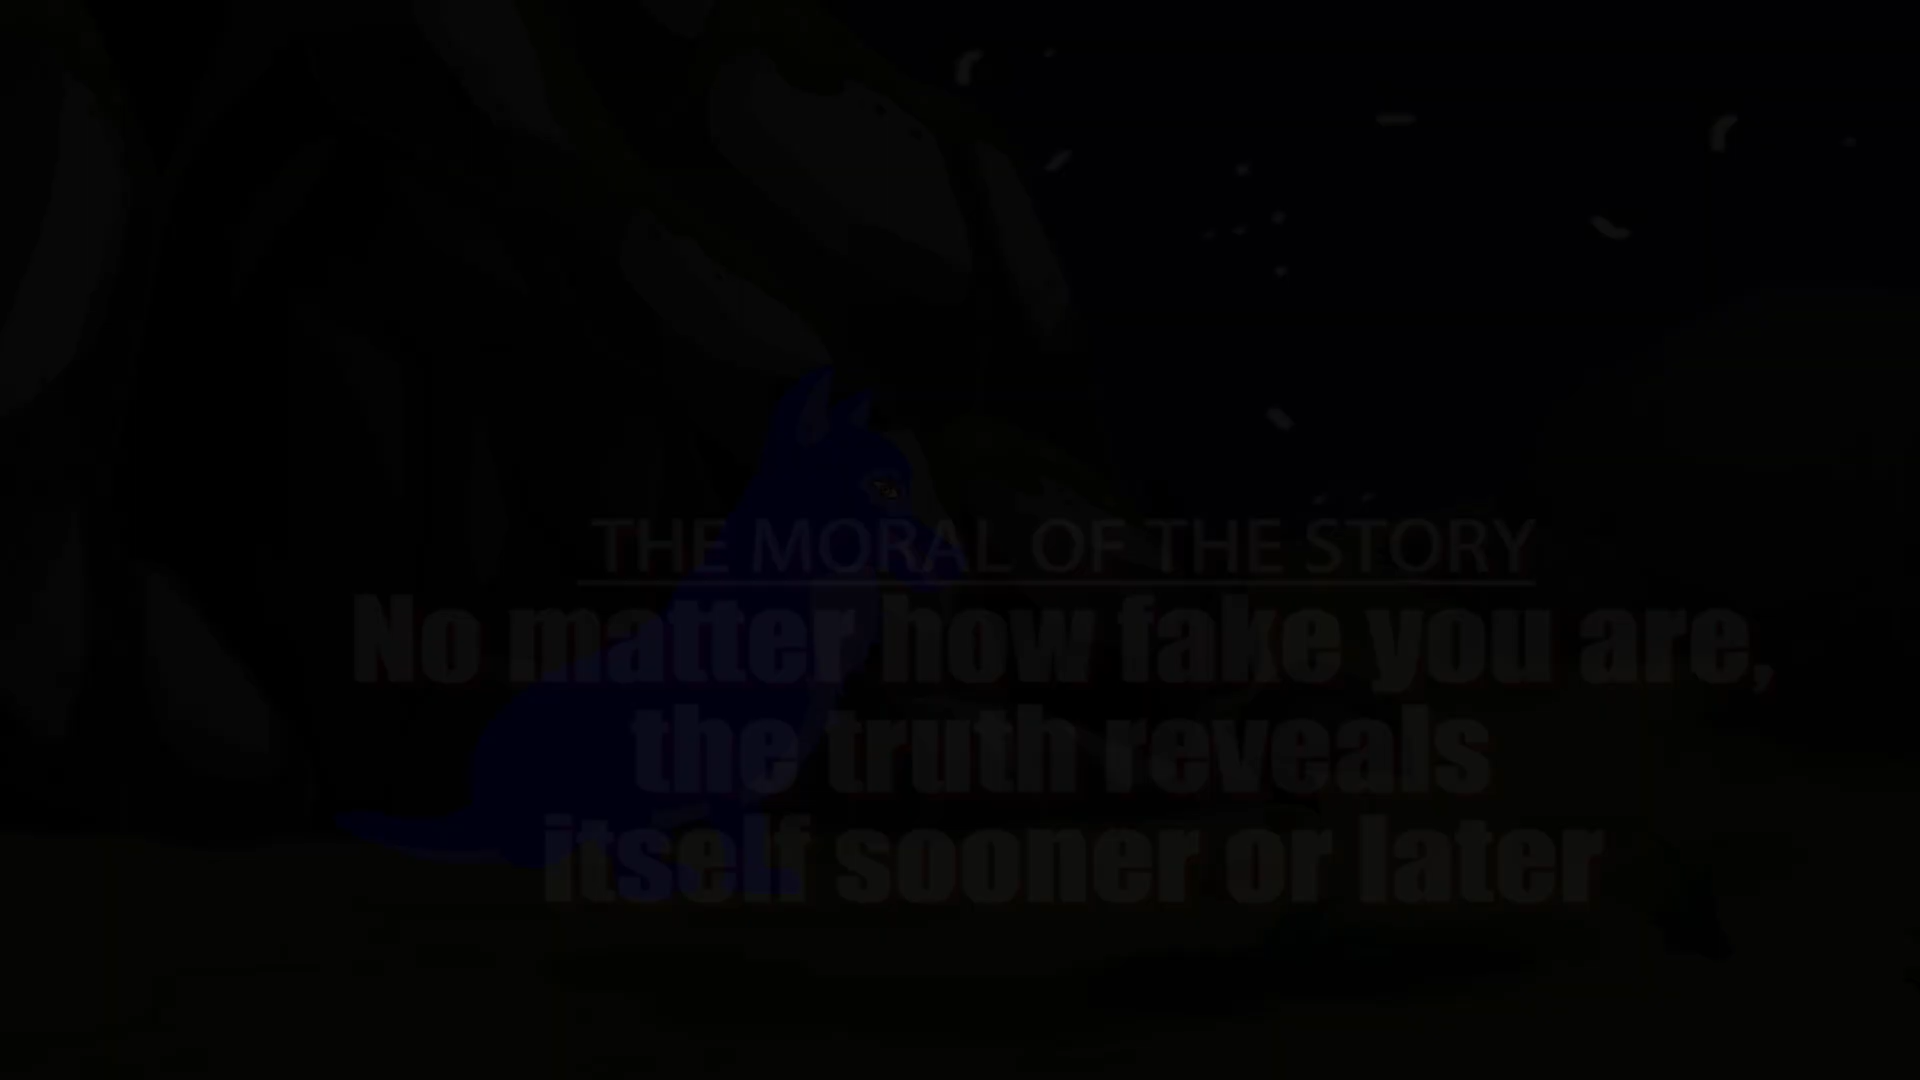 THE MORAL OF THE STORY
No matter how fake you are,
the truth reveals
itself sooner or later